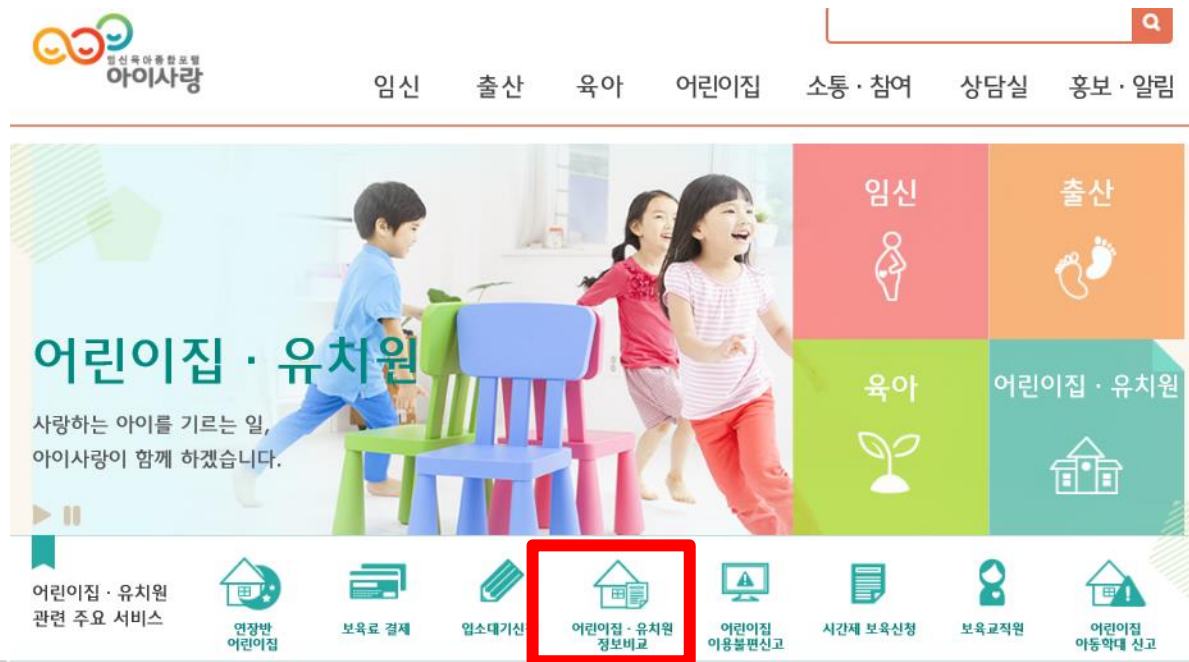 임신육아종합포털
아이사랑
임신 출산 육아 어린이집 소통 · 참여 상담실 홍보 · 알림
임신 출산
어린이집 · 유치원
사랑하는 아이를 기르는 일,
아이사랑이 함께 하겠습니다.
육아 어린이집 · 유치원
어린이집 · 유치원
관련 주요 서비스
연장반
어린이집
보육료 결제
입소대기신청
어린이집 · 유치원
정보비교
어린이집
이용불편신고
시간제 보육신청
보육교직원
어린이집
아동학대 신고